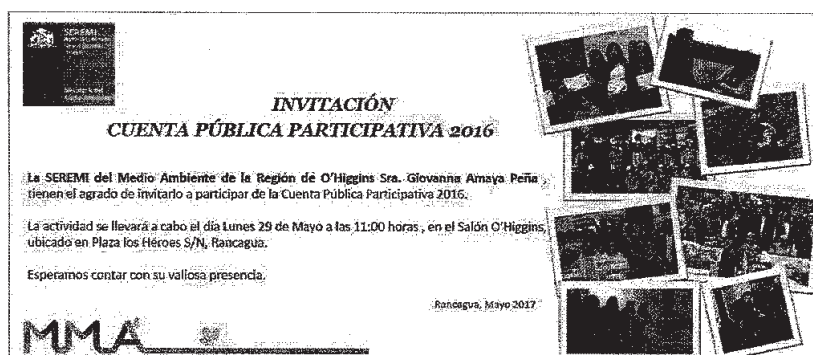 SEREMI
INVITACIÓN
CUENTA PÚBLICA PARTICIPATIVA 2016
La SEREMI del Medio Ambiente de la Región de O'Higgins Sra. Giovanna Amaya Peña,
tienen el agrado de invitarlo a participar de la Cuenta Pública Participativa 2016.
La actividad se llevará a cabo el día Lunes 29 de Mayo a las 11:00 horas, en el Salón O'Higgins,
ubicado en Plaza los Héroes S/N, Rancagua.
Esperamos contar con su valiosa presencia.
Rancagua, Mayo 2017
MMA